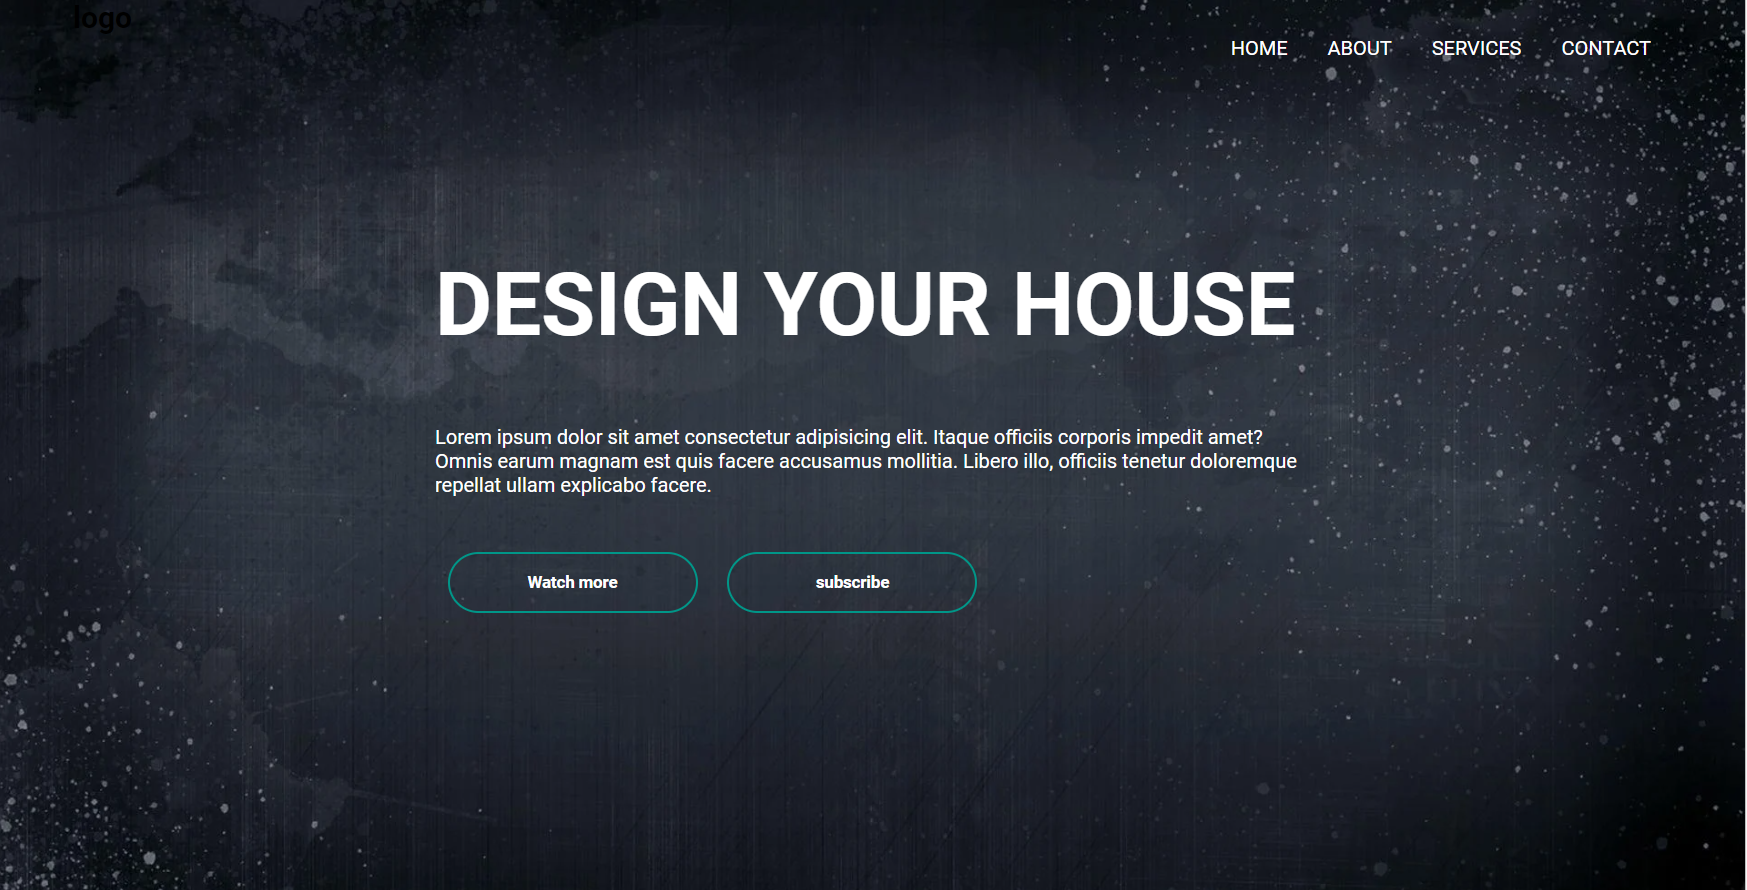 logo
HOME ABOUT SERVICES CONTACT
DESIGN YOUR HOUSE
Lorem ipsum dolor sit amet consectetur adipisicing elit. Itaque officiis corporis impedit amet?
Omnis earum magnam est quis facere accusamus mollitia. Libero illo, officiis tenetur doloremque
repellat ullam explicabo facere.
Watch more subscribe